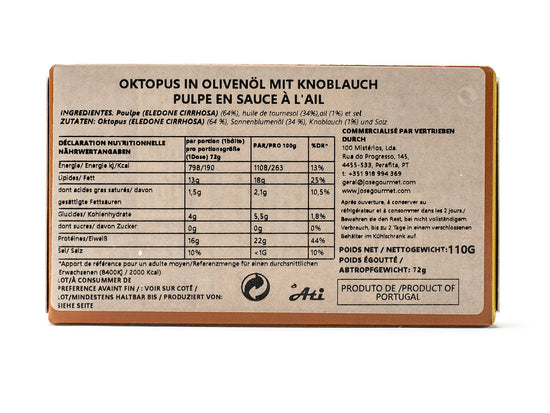 OKTOPUS IN OLIVENÖL MIT KNOBLAUCH
PULPE EN SAUCE À L'AIL
INGREDIENTES: Poulpe (ELEDONE CIRRHOSA) (64%), huile de tournesol (34%),ail (1%) et sel
ZUTATEN: Oktopus (ELEDONE CIRRHOSA) (64 %), Sonnenblumenöl (34 %), Knoblauch (1%) und Salz.
DÉCLARATION NUTRITIONNELLE
NÄHRWERTANGABEN
par portion (1boîte)
pro portionsgröße
(1Dose) 72g
PAR/PRO 100g
%DR*
Énergie/ Energie kJ/Kcal 798/190 1108/263 13%
Lipides/ Fett 13g 18g 25%
dont acides gras saturés/ davon
gesättigte Fettsäuren 1,5g 2,1g 10,5%
Glucides/ Kohlenhydrate 4g 5,5g 1,8%
dont sucres/ davon Zucker 0g 0g 0%
Protéines/Eiweiß 16g 22g 44%
Sel/ Salz 10% <1g 10%
*Apport de référence pour un adulte moyen/Referenzmenge für einen durchsnittlichen
Erwachsenen (8400KJ / 2000 Kcal)
LOT/À CONSOMMER DE
PREFERENCE AVAINT FIN / : VOIR SUR COTÉ /
LOT/MINDESTENS HALTBAR BIS / PRODUZIERT VON:
SIEHE SEITE
Ati
COMMERCIALISÉ PAR VERTRIEBEN
DURCH
100 Mistérios, Lda.
Rua do Progresso, 145,
4455, Perafita, PT
t: +351 918 994 369
geral@josegourmet.com
www.josegourmet.com
Après ouverture, à conserver au
réfrigérateur et à consommer dans les 2 jours /
Bewahren sie den Rest, bei nicht vollständigem
Verbrauch, bis zu 2 Tage in einem verschlossenen
Behälter im Kühlschrank auf.
POIDS NET / NETTOGEWICHT: 110G
POIDS ÉGOUTTÉ /
ABTROPFGEWICHT: 72g
PRODUTO DE /PRODUCT OF
PORTUGAL